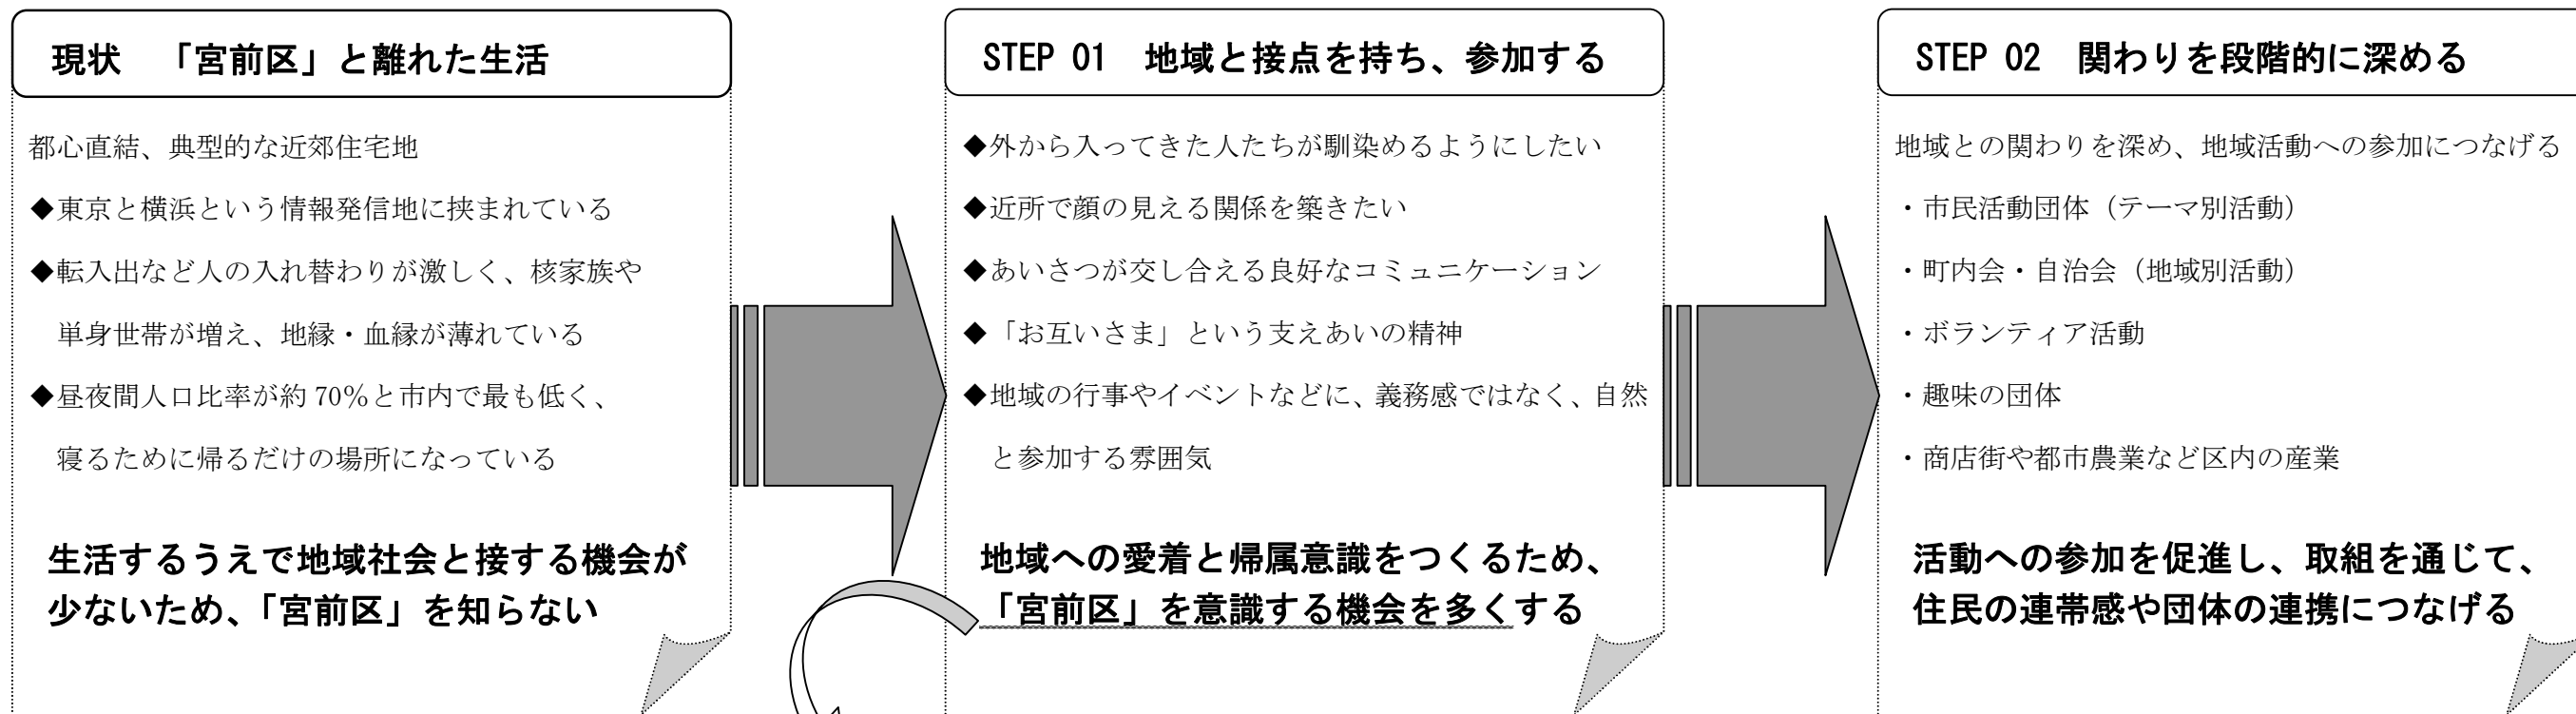 現状　「宮前区」と離れた生活
都心直結、典型的な近郊住宅地
◆東京と横浜という情報発信地に挟まれている
◆転入出など人の入れ替わりが激しく、核家族や
単身世帯が増え、地縁・血縁が薄れている
◆昼夜間人口比率が約 70％と市内で最も低く、
寝るために帰るだけの場所になっている
生活するうえで地域社会と接する機会が
少ないため、「宮前区」を知らない
STEP 01　地域と接点を持ち、参加する
◆外から入ってきた人たちが馴染めるようにしたい
◆近所で顔の見える関係を築きたい
◆あいさつが交し合える良好なコミュニケーション
◆「お互いさま」という支えあいの精神
◆地域の行事やイベントなどに、義務感ではなく、自然
と参加する雰囲気
地域への愛着と帰属意識をつくるため、
「宮前区」を意識する機会を多くする
STEP 02　関わりを段階的に深める
地域との関わりを深め、地域活動への参加につなげる
・市民活動団体（テーマ別活動）
・町内会・自治会（地域別活動）
・ボランティア活動
・趣味の団体
・商店街や都市農業など区内の産業
活動への参加を促進し、取組を通じて、
住民の連帯感や団体の連携につなげる